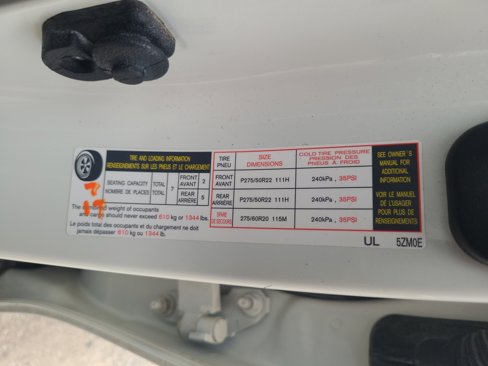 TIRE AND LOADING INFORMATION
RENSEIGNEMENTS SUR LES PNEUS ET LE CHARGEMENT
SEATING CAPACITY TOTAL 7 FRONT AVANT 2
NOMBRE DE PLACES TOTAL REAR ARRIÈRE 5
The combined weight of occupants
and cargo should never exceed 610 kg or 1344 lbs.
Le poids total des occupants et du chargement ne doit
jamais dépasser 610 kg ou 1344 lb.
TIRE PNEU SIZE DIMENSIONS COLD TIRE PRESSURE PRESSION DES PNEUS À FROID
FRONT AVANT P275/50R22 111H 240kPa, 35PSI
REAR ARRIÈRE P275/50R22 111H 240kPa, 35PSI
SPARE DE SECOURS 275/60R20 115M 240kPa, 35PSI
SEE OWNER'S
MANUAL FOR
ADDITIONAL
INFORMATION
VOIR LE MANUEL
DE L'USAGER
POUR PLUS DE
RENSEIGNEMENTS
UL 5ZM0E